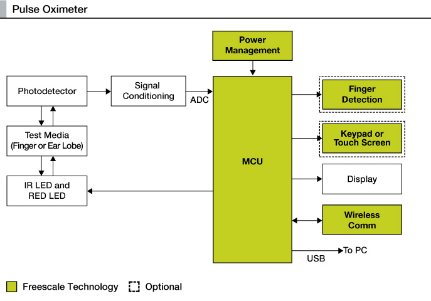 Pulse Oximeter
Power
Management
Photodetector
Signal
Conditioning
ADC
Finger
Detection
Test Media
(Finger or Ear Lobe)
MCU
Keypad or
Touch Screen
IR LED and
RED LED
Display
Wireless
Comm
USB
To PC
Freescale Technology
Optional